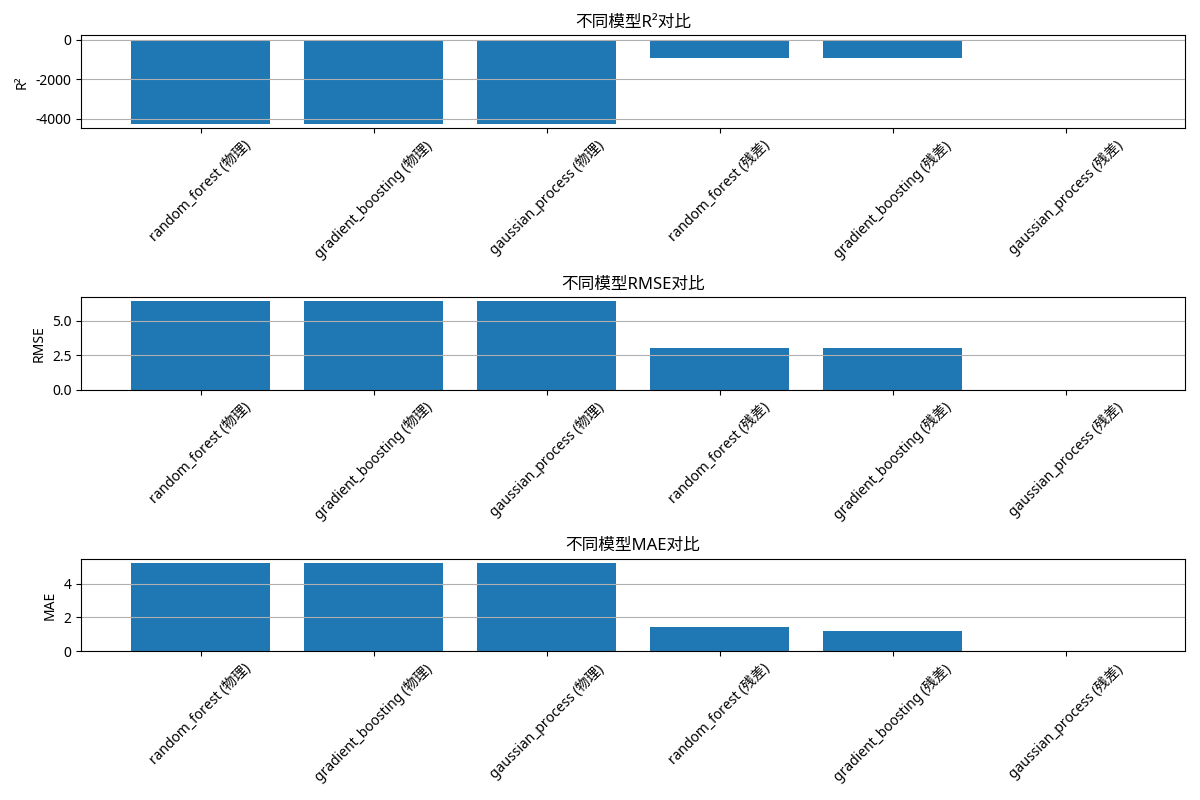 不同模型R²对比
0
-2000
-4000
R²
random_forest (物理)
gradient_boosting (物理)
gaussian_process (物理)
random_forest (残差)
gradient_boosting (残差)
gaussian_process (残差)
不同模型RMSE对比
5.0
2.5
0.0
RMSE
random_forest (物理)
gradient_boosting (物理)
gaussian_process (物理)
random_forest (残差)
gradient_boosting (残差)
gaussian_process (残差)
不同模型MAE对比
4
2
0
MAE
random_forest (物理)
gradient_boosting (物理)
gaussian_process (物理)
random_forest (残差)
gradient_boosting (残差)
gaussian_process (残差)